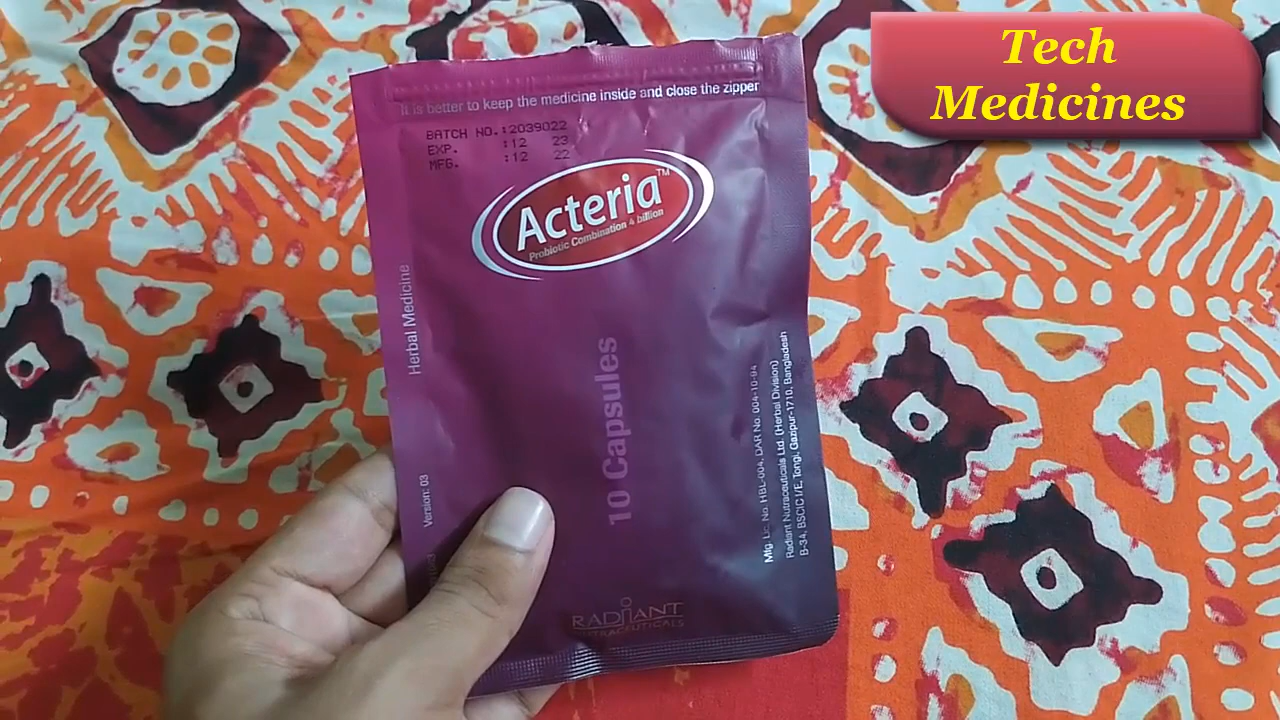 Tech
Medicines
It is better to keep the medicine inside and close the zipper
BATCH NO.:2039022
EXP. :12 23
MFG. :12 22
Acteria™
Probiotic Combination 4 billion
Herbal Medicine
10 Capsules
Version: 03
Mfg. Lic. No. HBL-004, DAR No. 004-10-94
Radiant Nutraceuticals Ltd. (Herbal Division)
B-34, BSCIC I/E, Tongi, Gazipur-1710, Bangladesh
RADIANT
NUTRACEUTICALS